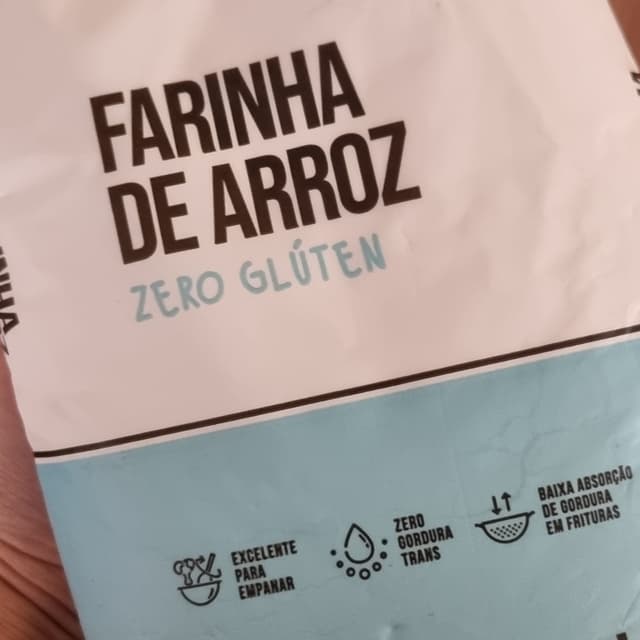 FARINHA
DE ARROZ
ZERO GLÚTEN
EXCELENTE
PARA
EMPANAR
ZERO
GORDURA
TRANS
BAIXA ABSORÇÃO
DE GORDURA
EM FRITURAS